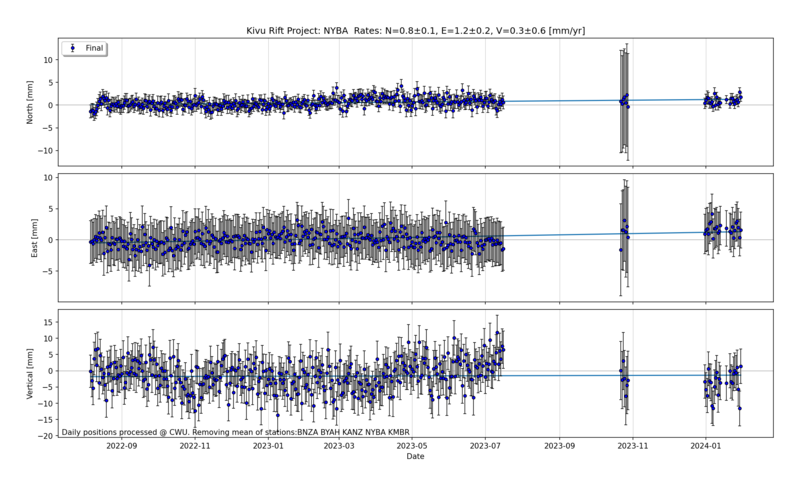 Kivu Rift Project: NYBA  Rates: N=0.8±0.1, E=1.2±0.2, V=0.3±0.6 [mm/yr]
Final
North [mm]
10
5
0
−5
−10
East [mm]
10
5
0
−5
Vertical [mm]
15
10
5
0
−5
−10
−15
−20
Daily positions processed @ CWU. Removing mean of stations:BNZA BYAH KANZ NYBA KMBR
2022-09 2022-11 2023-01 2023-03 2023-05 2023-07 2023-09 2023-11 2024-01
Date